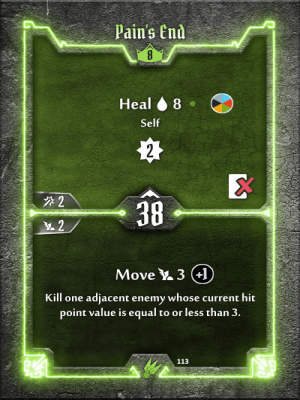 Pain's End
8
Heal 8
Self
2
2
2
38
Move 3 +1
Kill one adjacent enemy whose current hit
point value is equal to or less than 3.
113